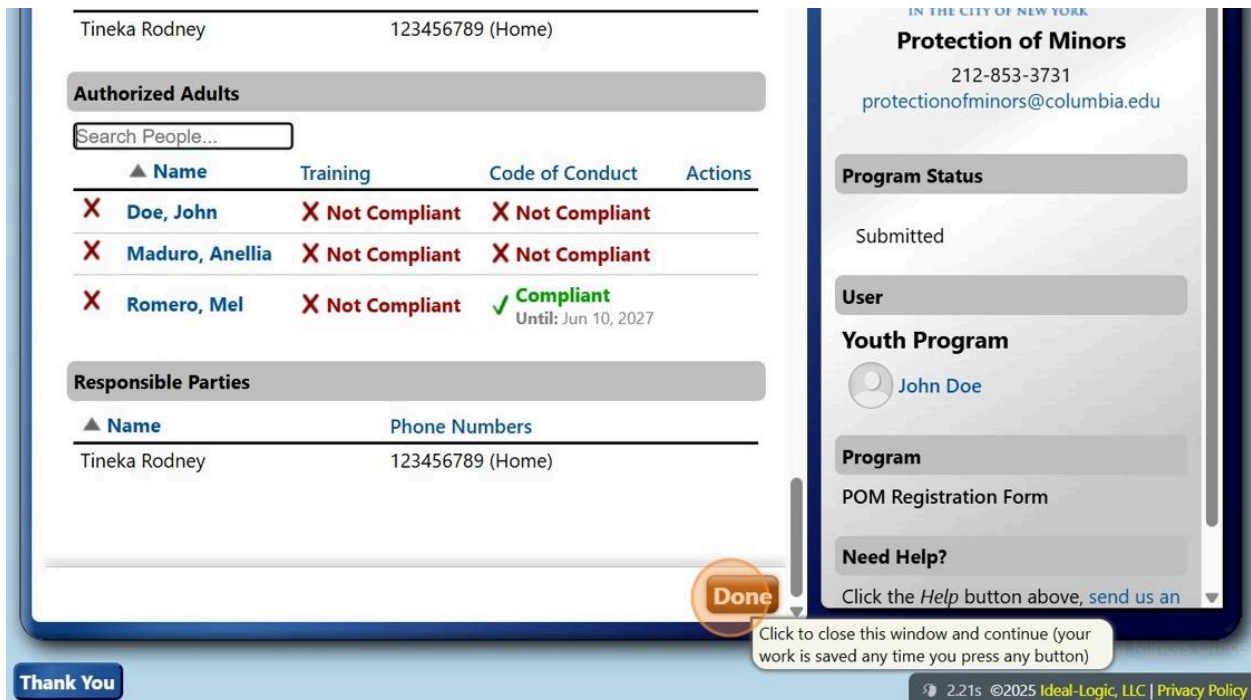 Tineka Rodney 123456789 (Home)
Authorized Adults
Search People...
Name Training Code of Conduct Actions
Doe, John Not Compliant Not Compliant
Maduro, Anellia Not Compliant Not Compliant
Romero, Mel Not Compliant Compliant
Until: Jun 10, 2027
Responsible Parties
Name Phone Numbers
Tineka Rodney 123456789 (Home)
Done
Click to close this window and continue (your
work is saved any time you press any button)
IN THE CITY OF NEW YORK
Protection of Minors
212-853-3731
protectionofminors@columbia.edu
Program Status
Submitted
User
Youth Program
John Doe
Program
POM Registration Form
Need Help?
Click the Help button above, send us an
Thank You
2.21s ©2025 Ideal-Logic, LLC | Privacy Policy